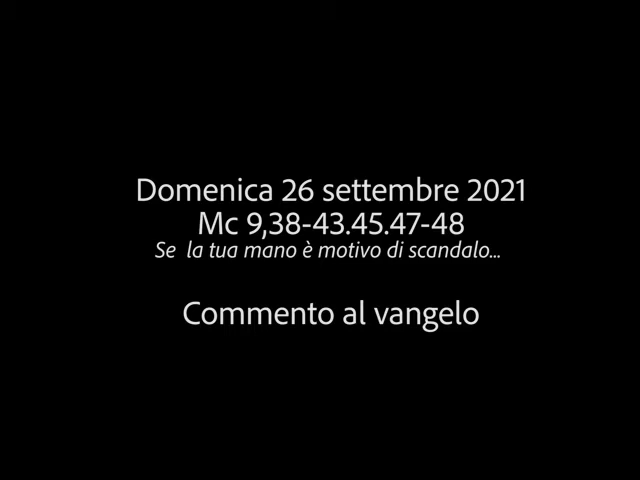 Domenica 26 settembre 2021
Mc 9,38-43.45.47-48
Se la tua mano è motivo di scandalo...
Commento al vangelo